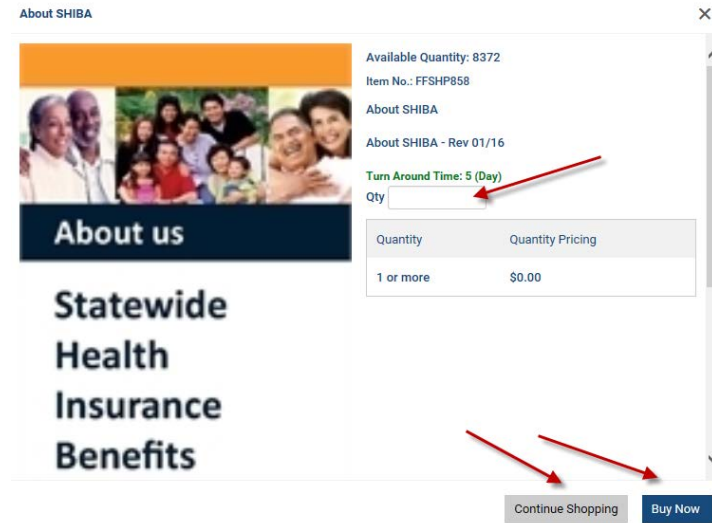 About SHIBA
Available Quantity: 8372
Item No.: FFSHP858
About SHIBA
About SHIBA - Rev 01/16
Turn Around Time: 5 (Day)
Qty
Quantity Quantity Pricing
1 or more $0.00
About us
Statewide
Health
Insurance
Benefits
Continue Shopping Buy Now